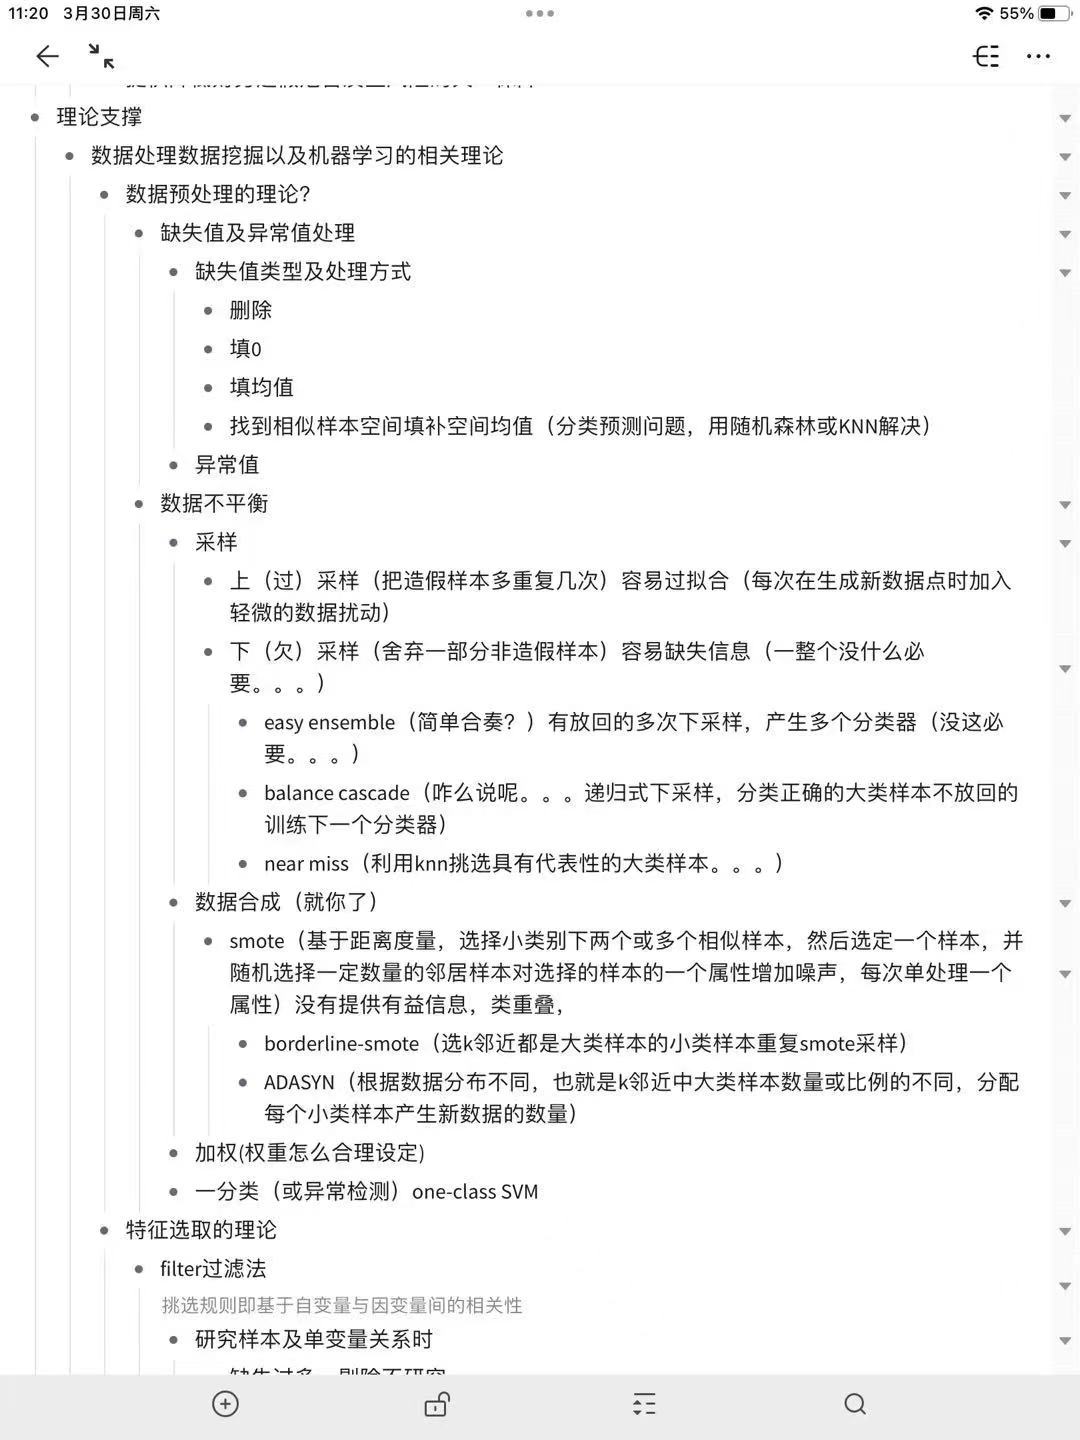 11:20 3月30日周六
55%
理论支撑
数据处理数据挖掘以及机器学习的相关理论
数据预处理的理论?
缺失值及异常值处理
缺失值类型及处理方式
删除
填0
填均值
找到相似样本空间填补空间均值（分类预测问题，用随机森林或KNN解决）
异常值
数据不平衡
采样
上（过）采样（把造假样本多重复几次）容易过拟合（每次在生成新数据点时加入
轻微的数据扰动）
下（欠）采样（舍弃一部分非造假样本）容易缺失信息（一整个没什么必
要。。。）
easy ensemble（简单合奏？）有放回的多次下采样，产生多个分类器（没这必
要。。。）
balance cascade（咋么说呢。。。递归式下采样，分类正确的大类样本不放回的
训练下一个分类器）
near miss（利用knn挑选具有代表性的大类样本。。。）
数据合成（就你了）
smote（基于距离度量，选择小类别下两个或多个相似样本，然后选定一个样本，并
随机选择一定数量的邻居样本对选择的样本的一个属性增加噪声，每次单处理一个
属性）没有提供有益信息，类重叠，
borderline-smote（选k邻近都是大类样本的小类样本重复smote采样）
ADASYN（根据数据分布不同，也就是k邻近中大类样本数量或比例的不同，分配
每个小类样本产生新数据的数量）
加权(权重怎么合理设定)
一分类（或异常检测）one-class SVM
特征选取的理论
filter过滤法
挑选规则即基于自变量与因变量间的相关性
研究样本及单变量关系时